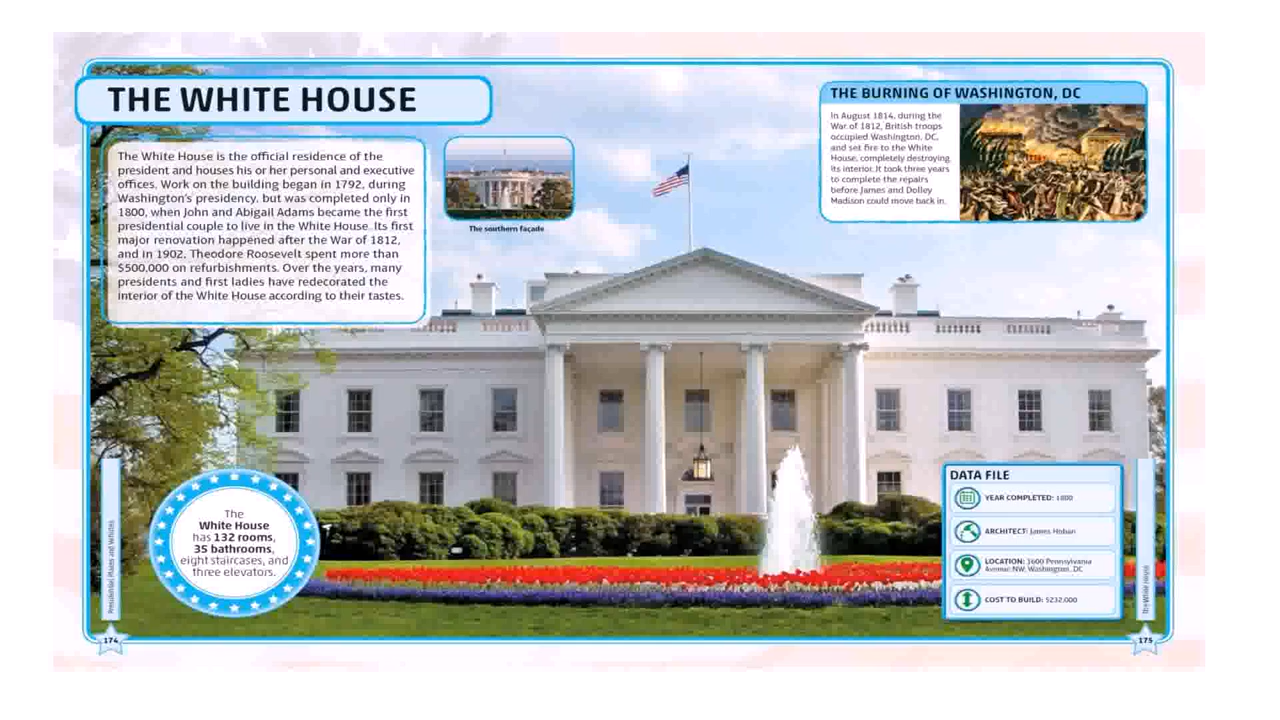 THE WHITE HOUSE
The White House is the official residence of the
president and houses his or her personal and executive
offices. Work on the building began in 1792, during
Washington's presidency, but was completed only in
1800, when John and Abigail Adams became the first
presidential couple to live in the White House. Its first
major renovation happened after the War of 1812,
and in 1902, Theodore Roosevelt spent more than
$500,000 on refurbishments. Over the years, many
presidents and first ladies have redecorated the
interior of the White House according to their tastes.
The southern façade
THE BURNING OF WASHINGTON, DC
In August 1814, during the
War of 1812, British troops
occupied Washington, DC,
and set fire to the White
House, completely destroying
its interior. It took three years
to complete the repairs
before James and Dolley
Madison could move back in.
The
White House
has 132 rooms,
35 bathrooms,
eight staircases, and
three elevators.
DATA FILE
YEAR COMPLETED: 1800
ARCHITECT: James Hoban
LOCATION: 1600 Pennsylvania
Avenue NW, Washington, DC
COST TO BUILD: $232,000
Presidential Places and Vehicles
174
The White House
175